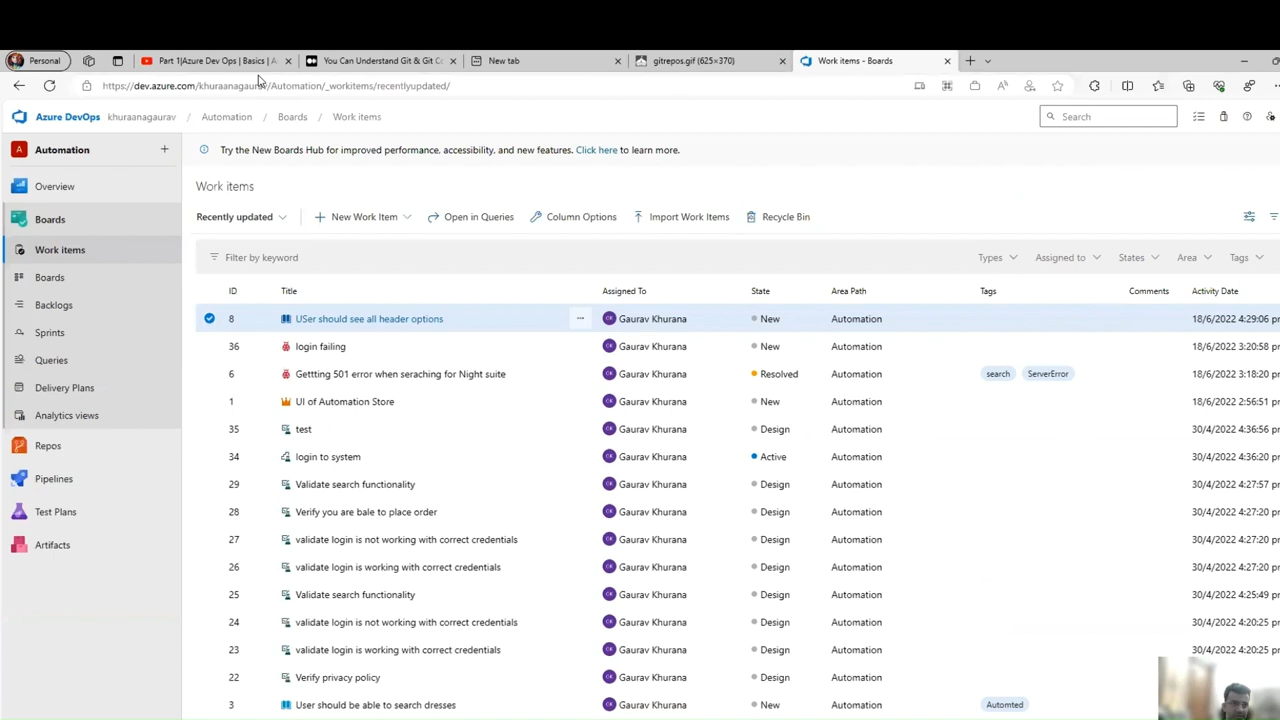 Personal Part 1|Azure Dev Ops | Basics | A You Can Understand Git & Git Co New tab gitrepos.gif (625×370) Work items - Boards
https://dev.azure.com/khuraanagaurav/Automation/_workitems/recentlyupdated/
Azure DevOps khuraanagaurav / Automation / Boards / Work items Search
A Automation
Try the New Boards Hub for improved performance, accessibility, and new features. Click here to learn more.
Overview
Boards
Work items
Boards
Backlogs
Sprints
Queries
Delivery Plans
Analytics views
Repos
Pipelines
Test Plans
Artifacts
Work items
Recently updated New Work Item Open in Queries Column Options Import Work Items Recycle Bin
Filter by keyword Types Assigned to States Area Tags
ID Title Assigned To State Area Path Tags Comments Activity Date
8 USer should see all header options Gaurav Khurana New Automation 18/6/2022 4:29:06 pm
36 login failing Gaurav Khurana New Automation 18/6/2022 3:20:58 pm
6 Gettting 501 error when seraching for Night suite Gaurav Khurana Resolved Automation search ServerError 18/6/2022 3:18:20 pm
1 UI of Automation Store Gaurav Khurana New Automation 18/6/2022 2:56:51 pm
35 test Gaurav Khurana Design Automation 30/4/2022 4:36:56 pm
34 login to system Gaurav Khurana Active Automation 30/4/2022 4:36:20 pm
29 Validate search functionality Gaurav Khurana Design Automation 30/4/2022 4:27:57 pm
28 Verify you are bale to place order Gaurav Khurana Design Automation 30/4/2022 4:27:20 pm
27 validate login is not working with correct credentials Gaurav Khurana Design Automation 30/4/2022 4:27:20 pm
26 validate login is working with correct credentials Gaurav Khurana Design Automation 30/4/2022 4:27:20 pm
25 Validate search functionality Gaurav Khurana Design Automation 30/4/2022 4:25:49 pm
24 validate login is not working with correct credentials Gaurav Khurana Design Automation 30/4/2022 4:20:25 pm
23 validate login is working with correct credentials Gaurav Khurana Design Automation 30/4/2022 4:20:25 pm
22 Verify privacy policy Gaurav Khurana Design Automation
3 User should be able to search dresses Gaurav Khurana New Automation Automted